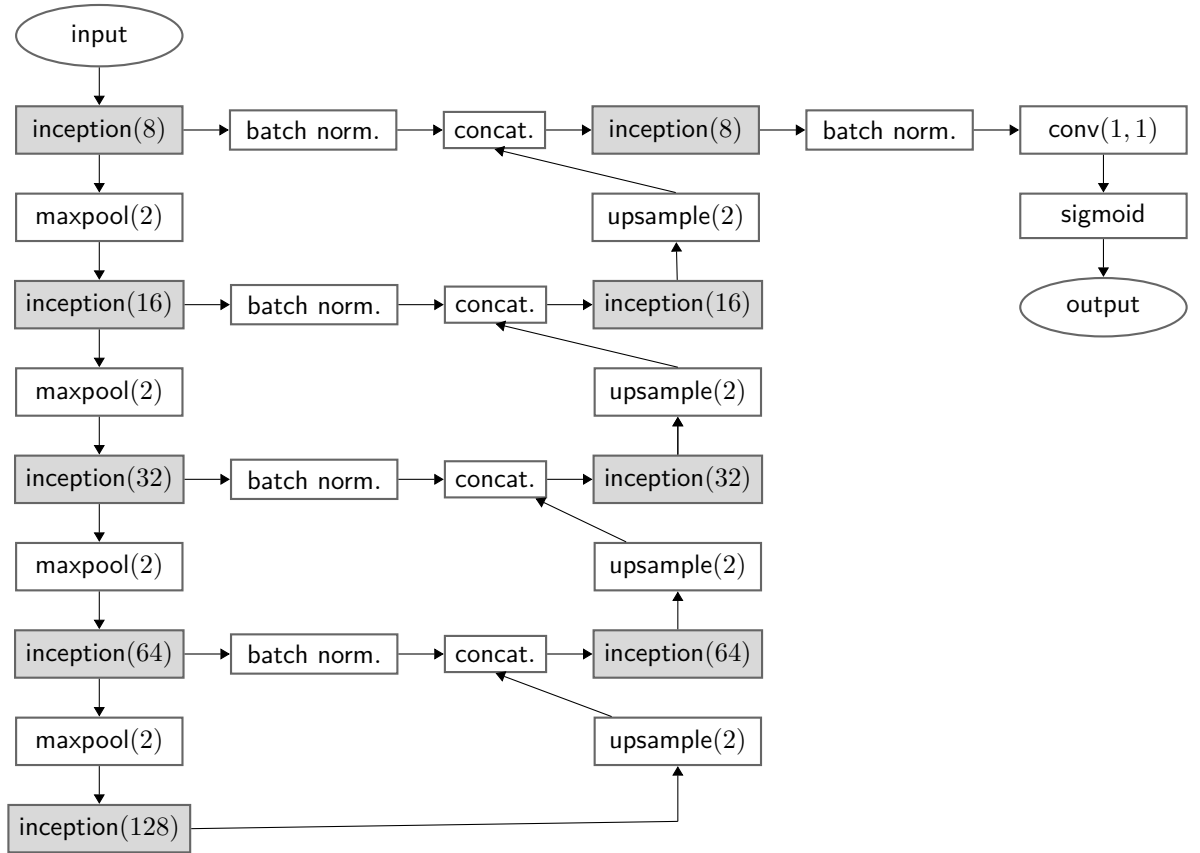 input
inception(8) batch norm. concat. inception(8) batch norm. conv(1, 1)
maxpool(2) upsample(2) sigmoid
inception(16) batch norm. concat. inception(16) output
maxpool(2) upsample(2)
inception(32) batch norm. concat. inception(32)
maxpool(2) upsample(2)
inception(64) batch norm. concat. inception(64)
maxpool(2) upsample(2)
inception(128)